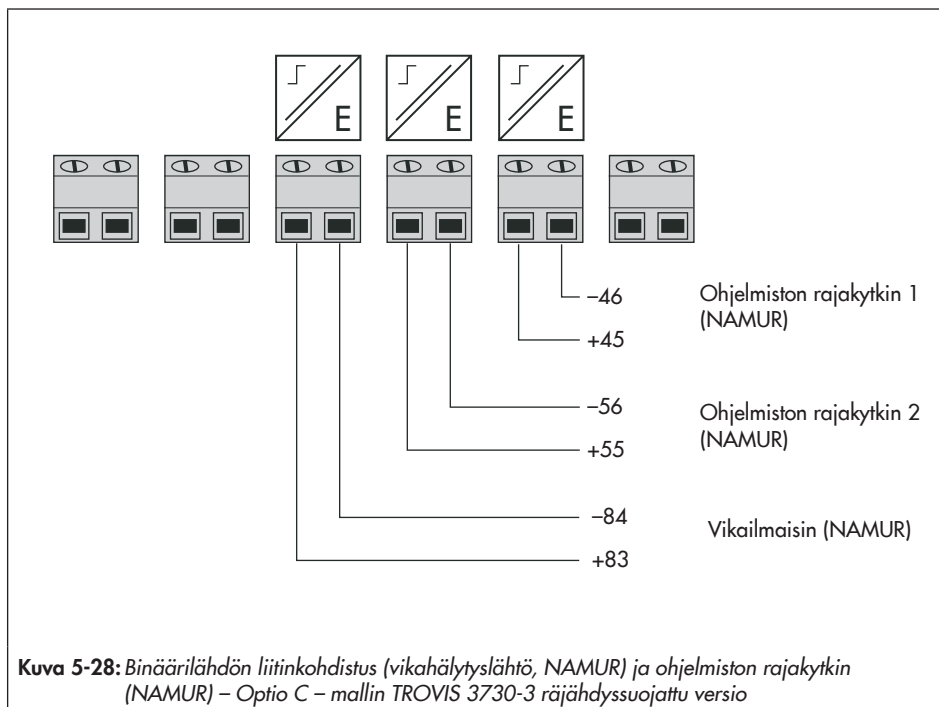 E E E
–46
Ohjelmiston rajakytkin 1
(NAMUR)
+45
–56
Ohjelmiston rajakytkin 2
(NAMUR)
+55
–84
Vikailmaisin (NAMUR)
+83
Kuva 5-28: Binäärilähdön liitinkohdistus (vikahälytyslähtö, NAMUR) ja ohjelmiston rajakytkin
(NAMUR) – Optio C – mallin TROVIS 3730-3 räjähdyssuojattu versio